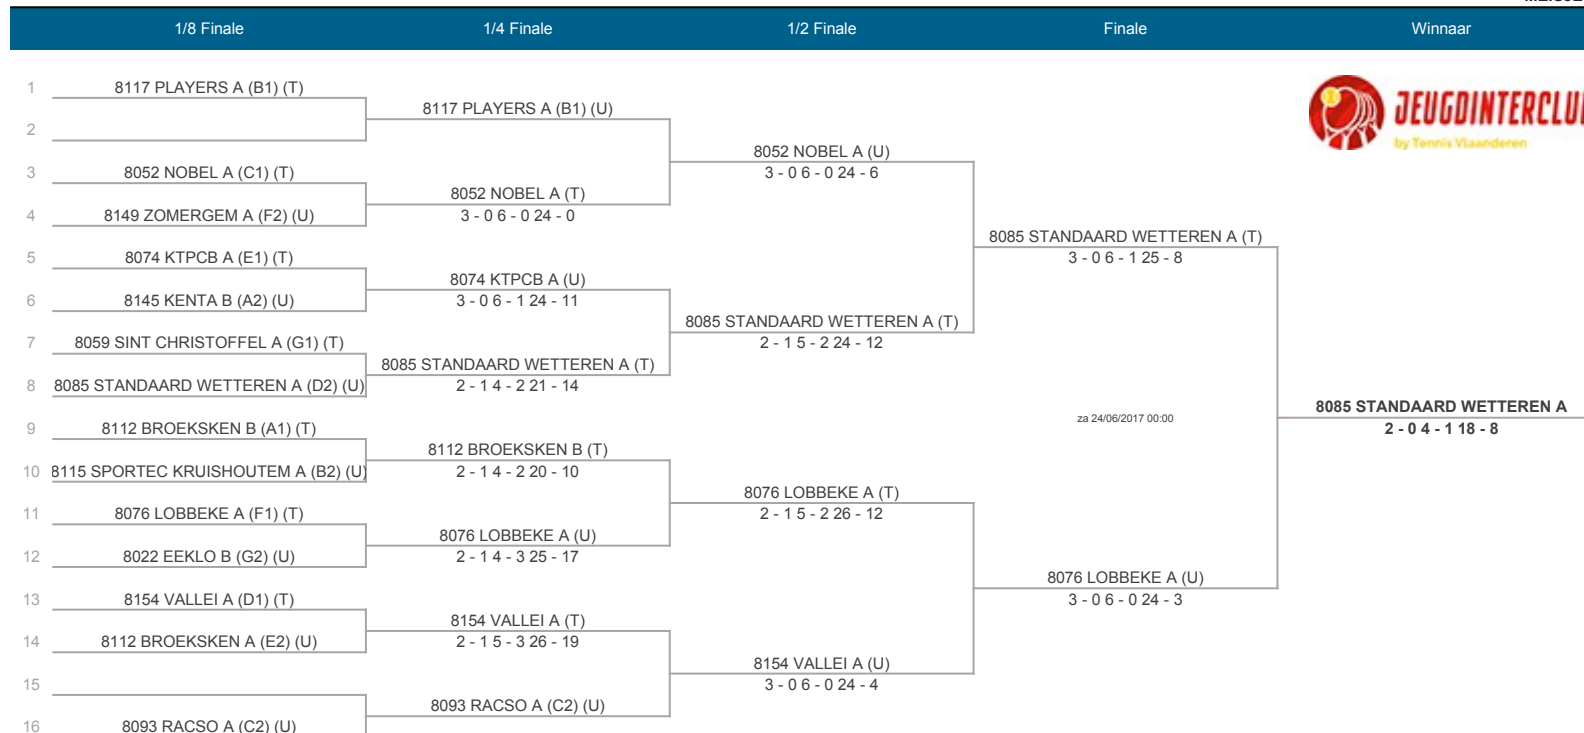 1/8 Finale 1/4 Finale 1/2 Finale Finale Winnaar
1 8117 PLAYERS A (B1) (T)
8117 PLAYERS A (B1) (U)
2
8052 NOBEL A (U)
3 - 0 6 - 0 24 - 6
3 8052 NOBEL A (C1) (T)
8052 NOBEL A (T)
3 - 0 6 - 0 24 - 0
4 8149 ZOMERGEM A (F2) (U)
8085 STANDAARD WETTEREN A (T)
3 - 0 6 - 1 25 - 8
5 8074 KTPCB A (E1) (T)
8074 KTPCB A (U)
3 - 0 6 - 1 24 - 11
6 8145 KENTA B (A2) (U)
8085 STANDAARD WETTEREN A (T)
2 - 1 5 - 2 24 - 12
7 8059 SINT CHRISTOFFEL A (G1) (T)
8085 STANDAARD WETTEREN A (T)
2 - 1 4 - 2 21 - 14
8 8085 STANDAARD WETTEREN A (D2) (U)
8085 STANDAARD WETTEREN A
2 - 0 4 - 1 18 - 8
za 24/06/2017 00:00
9 8112 BROEKSKEN B (A1) (T)
8112 BROEKSKEN B (T)
2 - 1 4 - 2 20 - 10
10 8115 SPORTEC KRUISHOUTEM A (B2) (U)
8076 LOBBEKE A (T)
2 - 1 5 - 2 26 - 12
11 8076 LOBBEKE A (F1) (T)
8076 LOBBEKE A (U)
2 - 1 4 - 3 25 - 17
12 8022 EEKLO B (G2) (U)
8076 LOBBEKE A (U)
3 - 0 6 - 0 24 - 3
13 8154 VALLEI A (D1) (T)
8154 VALLEI A (T)
2 - 1 5 - 3 26 - 19
14 8112 BROEKSKEN A (E2) (U)
8154 VALLEI A (U)
3 - 0 6 - 0 24 - 4
15
8093 RACSO A (C2) (U)
16 8093 RACSO A (C2) (U)
JEUGDINTERCLUB
by Tennis Vlaanderen